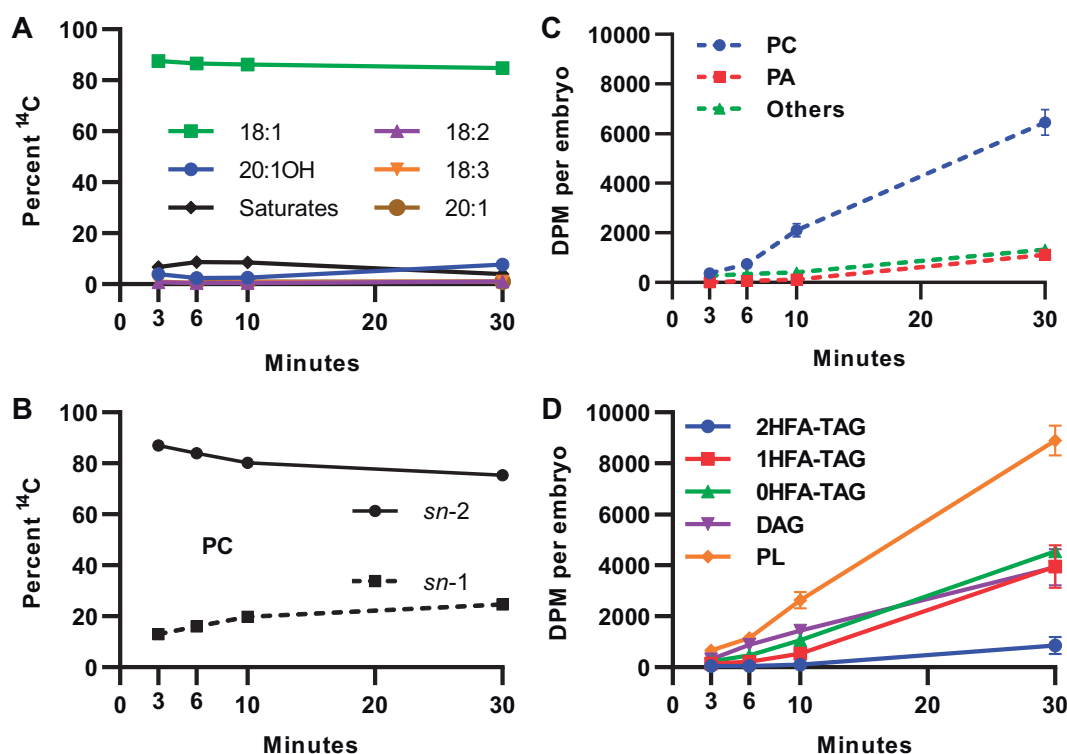 A
Percent ¹⁴C
100
80
60
40
20
0
18:1
20:1OH
Saturates
18:2
18:3
20:1
0 3 6 10 20 30
Minutes
B
Percent ¹⁴C
100
80
60
40
20
0
PC
sn-2
sn-1
0 3 6 10 20 30
Minutes
C
DPM per embryo
10000
8000
6000
4000
2000
0
PC
PA
Others
0 3 6 10 20 30
Minutes
D
DPM per embryo
10000
8000
6000
4000
2000
0
2HFA-TAG
1HFA-TAG
0HFA-TAG
DAG
PL
0 3 6 10 20 30
Minutes